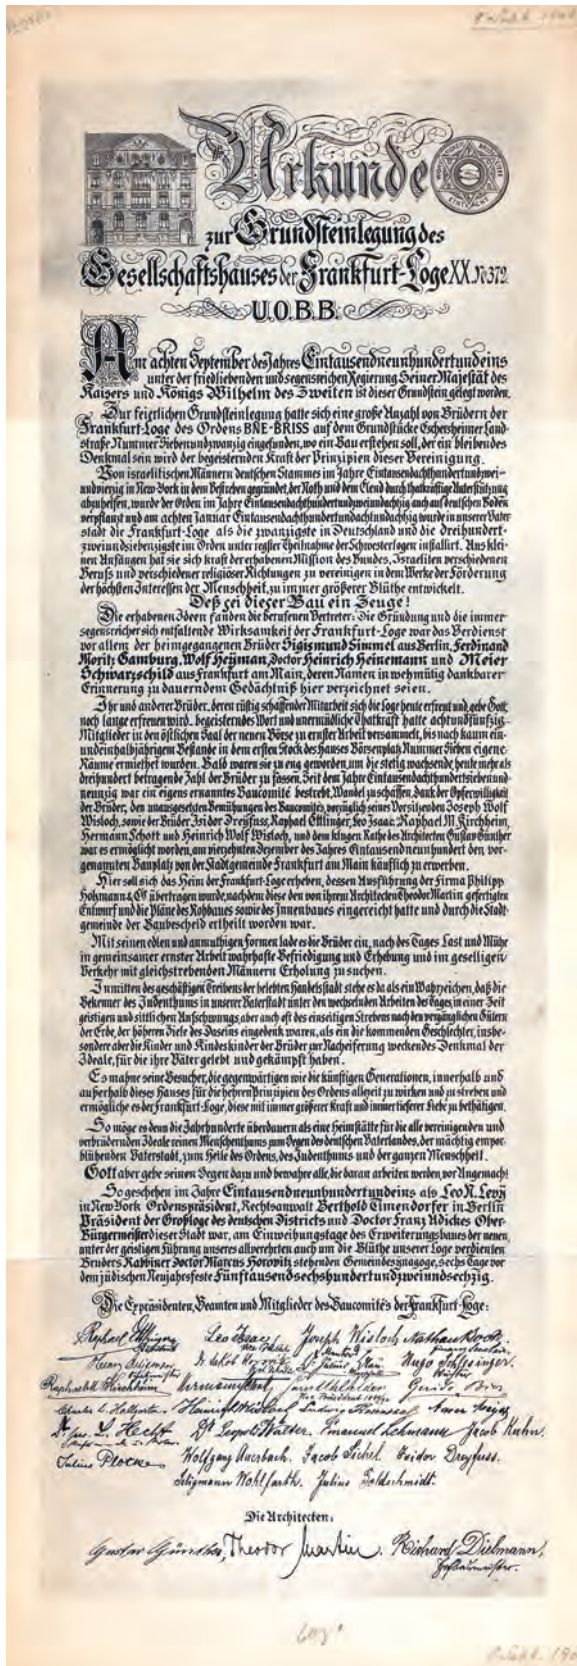 8 Sept. 190
Urkunde
zur Grundsteinlegung des
Gesellschaftshauses der Frankfurt-Loge XX. No 372.
U.O.B.B.
Am achten September des Jahres Eintausendneunhundertundeins
unter der friedliebenden und segensreichen Regierung Seiner Majestät des
Kaisers und Königs Wilhelm des Zweiten ist dieser Grundstein gelegt worden.
Zur feierlichen Grundsteinlegung hatte sich eine große Anzahl von Brüdern der
Frankfurt-Loge des Ordens BNE-BRISS auf dem Grundstücke Eschersheimer Land-
straße Nummer Siebenundzwanzig eingefunden, wo ein Bau erstehen soll, der ein bleibendes
Denkmal sein wird der begeisternden Kraft der Prinzipien dieser Vereinigung.
Von israelitischen Männern deutschen Stammes im Jahre Eintausendachthundertundzwei-
undvierzig in New-York in dem Bestreben gegründet, der Noth und dem Elend durch thatkräftige Unterstützung
abzuhelfen, wurde der Orden im Jahre Eintausendachthundertundzweiundachtzig auch auf deutschen Boden
verpflanzt und am achten Januar Eintausendachthundertundachtundachtzig wurde in unserer Vater
stadt die Frankfurt-Loge als die zwanzigste in Deutschland und die dreihundert-
zweiundsiebenzigste im Orden unter regster Theilnahme der Schwesterlogen installirt. Aus klei-
nen Anfängen hat sie sich kraft der erhabenen Mission des Bundes, Israeliten verschiedenen
Berufs und verschiedener religiöser Richtungen zu vereinigen in dem Werke der Förderung
der höchsten Interessen der Menschheit, zu immer größerer Blüthe entwickelt.
Deß sei dieser Bau ein Zeuge!
Die erhabenen Ideen fanden die berufenen Vertreter: Die Gründung und die immer
segensreicher sich entfaltende Wirksamkeit der Frankfurt-Loge war das Verdienst
vor allem der heimgegangenen Brüder Sigismund Simmel aus Berlin, Ferdinand
Moritz Gamburg, Wolf Heyman, Doctor Heinrich Heinemann und Meier
Schwarzschild aus Frankfurt am Main, deren Namen in wehmütig dankbarer
Erinnerung zu dauerndem Gedächtniß hier verzeichnet seien.
Ihr und anderer Brüder, deren rüstig schaffender Mitarbeit sich die Loge heute erfreut und, gebe Gott,
noch lange erfreuen wird, begeisterndes Wort und unermüdliche Thatkraft hatte achtundfünfzig
Mitglieder in den östlichen Saal der neuen Börse zu ernster Arbeit versammelt, bis nach kaum ein-
undeinhalbjährigem Bestande in dem ersten Stock des Hauses Börsenplatz Nummer Sieben eigene
Räume ermiethet wurden. Bald waren sie zu eng geworden, um die stetig wachsende, heute mehr als
dreihundert betragende Zahl der Brüder zu fassen. Seit dem Jahre Eintausendachthundertsiebenund
neunzig war ein eigens ernanntes Baucomité bestrebt, Wandel zu schaffen, dank der Opferwilligkeit
der Brüder, den unausgesetzten Bemühungen des Baucomités, vorzüglich seines Vorsitzenden Joseph Wolf
Wisloch, sowie der Brüder Isidor Dreyfuss, Raphael Ettlinger, Leo Isaac, Raphael M. Kirchheim,
Hermann Schott und Heinrich Wolf Wisloch, und dem klugen Rathe des Architecten Gustav Günther
war es ermöglicht worden, am vierzehnten Dezember des Jahres Eintausendneunhundert den vor-
genannten Bauplatz von der Stadtgemeinde Frankfurt am Main käuflich zu erwerben.
Hier soll sich das Heim der Frankfurt-Loge erheben, dessen Ausführung der Firma Philipp
Holzmann & Cie übertragen wurde, nachdem diese den von ihrem Architecten Theodor Martin gefertigten
Entwurf und die Pläne des Rohbaues sowie des Innenbaues eingereicht hatte und durch die Stadt-
gemeinde der Baubescheid ertheilt worden war.
Mit seinen edlen und anmuthigen Formen lade es die Brüder ein, nach des Tages Last und Mühe
in gemeinsamer ernster Arbeit wahrhafte Befriedigung und Erhebung und im geselligen
Verkehr mit gleichstrebenden Männern Erholung zu suchen.
Inmitten des geschäftigen Treibens der belebten Handelsstadt stehe es da als ein Wahrzeichen, daß die
Bekenner des Judenthums in unserer Vaterstadt unter den wechselnden Arbeiten des Tages, in einer Zeit
geistigen und sittlichen Aufschwungs, aber auch oft des einseitigen Strebens nach den vergänglichen Gütern
der Erde, der höheren Ziele des Daseins eingedenk waren, als ein die kommenden Geschlechter, insbe-
sondere aber die Kinder und Kindeskinder der Brüder zur Nacheiferung weckendes Denkmal der
Ideale, für die ihre Väter gelebt und gekämpft haben.
Es mahne seine Besucher, die gegenwärtigen wie die künftigen Generationen, innerhalb und
außerhalb dieses Hauses für die hehren Prinzipien des Ordens allezeit zu wirken und zu streben und
ermögliche es der Frankfurt-Loge, diese mit immer größerer Kraft und immer tieferer Liebe zu bethätigen.
So möge es denn die Jahrhunderte überdauern als eine Heimstätte für die alle vereinigenden und
verbrüdernden Ideale reinen Menschenthums zum Segen des deutschen Vaterlandes, der mächtig empor-
blühenden Vaterstadt, zum Heile des Ordens, des Judenthums und der ganzen Menschheit.
Gott aber gebe seinen Segen dazu und bewahre alle, die daran arbeiten werden, vor Ungemach!
So geschehen im Jahre Eintausendneunhundertundeins als Leo N. Levy
in New York Ordenspräsident, Rechtsanwalt Berthold Timendorfer in Berlin
Präsident der Großloge des deutschen Districts und Doctor Franz Adickes Ober-
Bürgermeister dieser Stadt war, am Einweihungstage des Erweiterungsbaues der neuen,
unter der geistigen Führung unseres allverehrten auch um die Blüthe unserer Loge verdienten
Bruders Rabbiner Doctor Marcus Horovitz stehenden Gemeindesynagoge, sechs Tage vor
dem jüdischen Neujahrsfeste Fünftausendsechshundertundzweiundsechzig.
Die Expräsidenten, Beamten und Mitglieder des Baucomités der Frankfurt-Loge:
Raphael Ettlinger Leo Isaac Joseph Wisloch Nathan
Dr. Jakob Horovitz Dr. Julius Hugo Schlesinger
Raphael M. Kirchheim Hermann Schott Guido
Charles L. Hallgarten Heinrich Wisloch Ludwig
Dr. L. Hecht Dr. Leopold Walter. Emanuel Lehmann Jacob Kuhn.
Julius Plocke Wolfgang Auerbach. Jacob Sichel Isidor Dreyfuss.
Seligmann Wohlfarth. Julius Goldschmidt.
Die Architecten:
Gustav Günther, Theodor Martin. Richard Dielmann,
8 Sept. 190